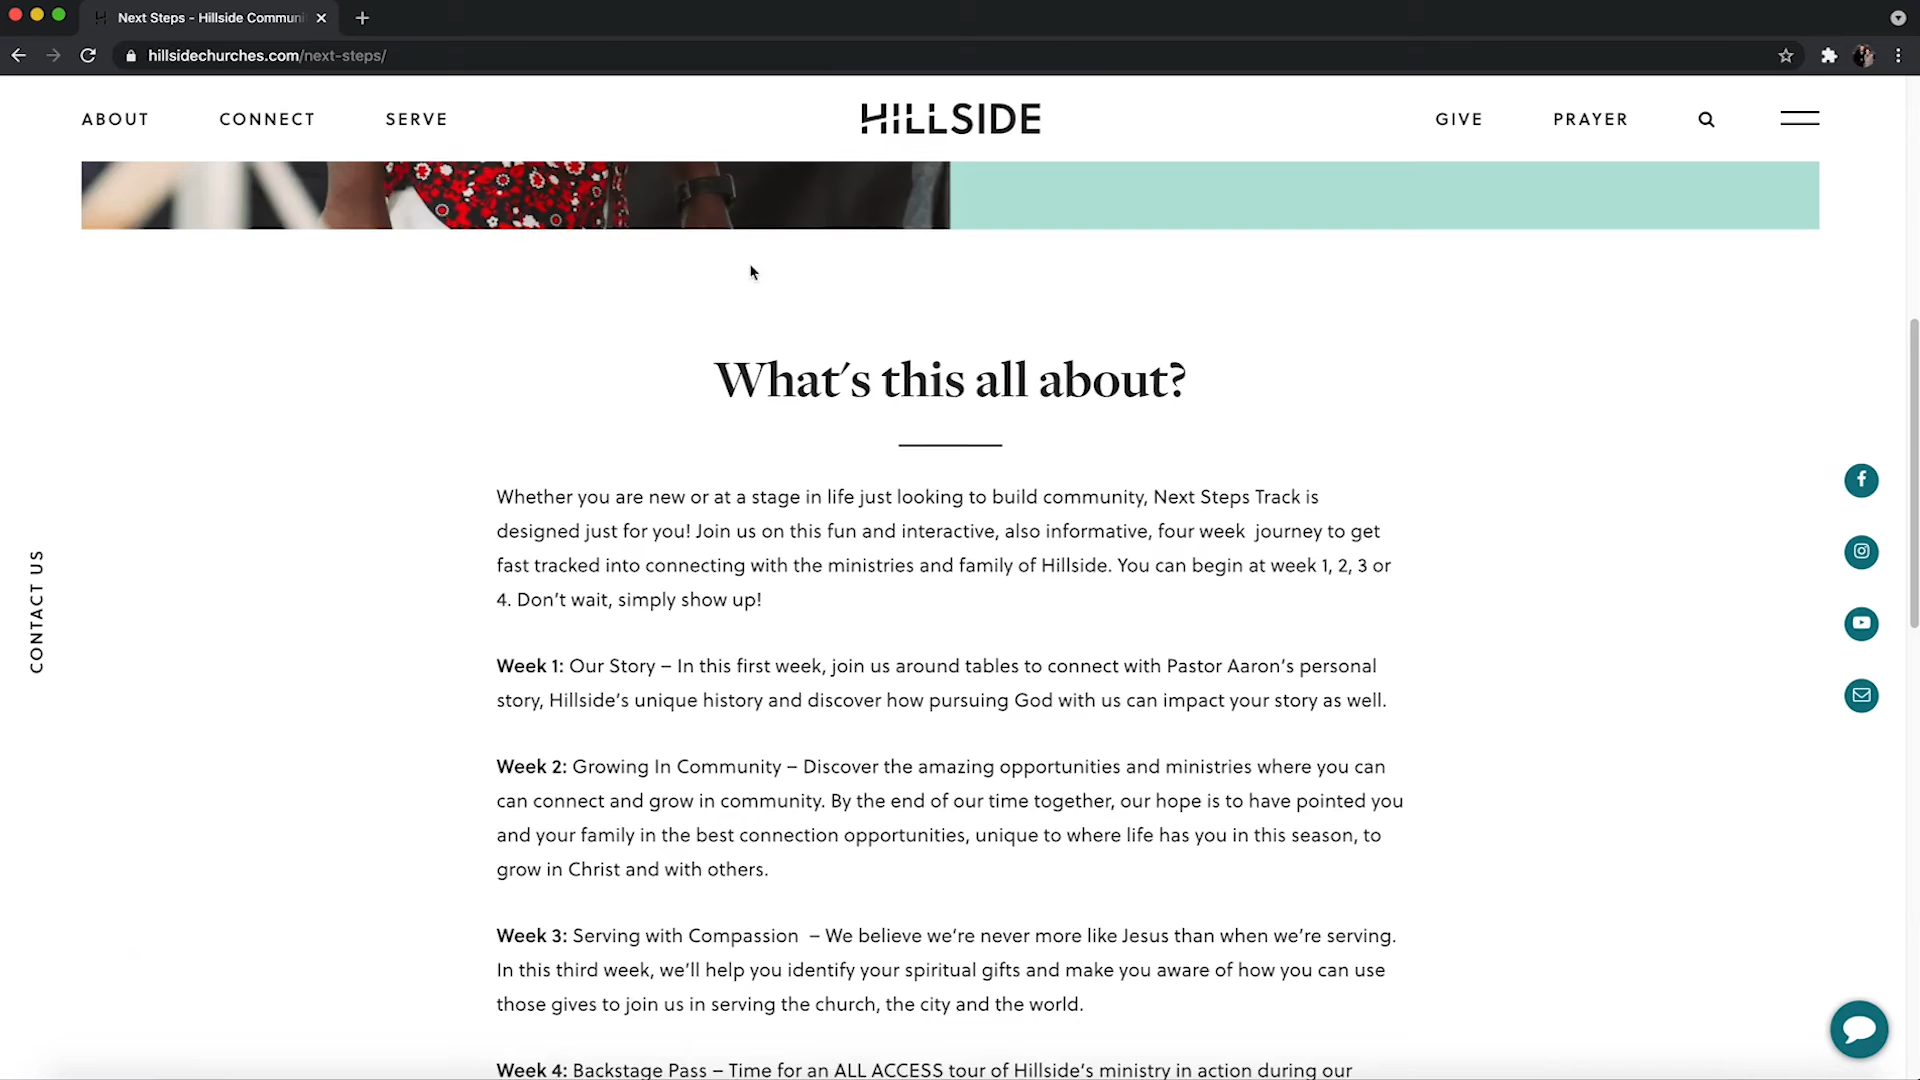 Next Steps - Hillside Communi
hillsidechurches.com/next-steps/
ABOUT CONNECT SERVE HILLSIDE GIVE PRAYER
What's this all about?
Whether you are new or at a stage in life just looking to build community, Next Steps Track is
designed just for you! Join us on this fun and interactive, also informative, four week journey to get
fast tracked into connecting with the ministries and family of Hillside. You can begin at week 1, 2, 3 or
4. Don't wait, simply show up!
CONTACT US
Week 1: Our Story – In this first week, join us around tables to connect with Pastor Aaron's personal
story, Hillside's unique history and discover how pursuing God with us can impact your story as well.
Week 2: Growing In Community – Discover the amazing opportunities and ministries where you can
can connect and grow in community. By the end of our time together, our hope is to have pointed you
and your family in the best connection opportunities, unique to where life has you in this season, to
grow in Christ and with others.
Week 3: Serving with Compassion – We believe we're never more like Jesus than when we're serving.
In this third week, we'll help you identify your spiritual gifts and make you aware of how you can use
those gives to join us in serving the church, the city and the world.
Week 4: Backstage Pass – Time for an ALL ACCESS tour of Hillside's ministry in action during our